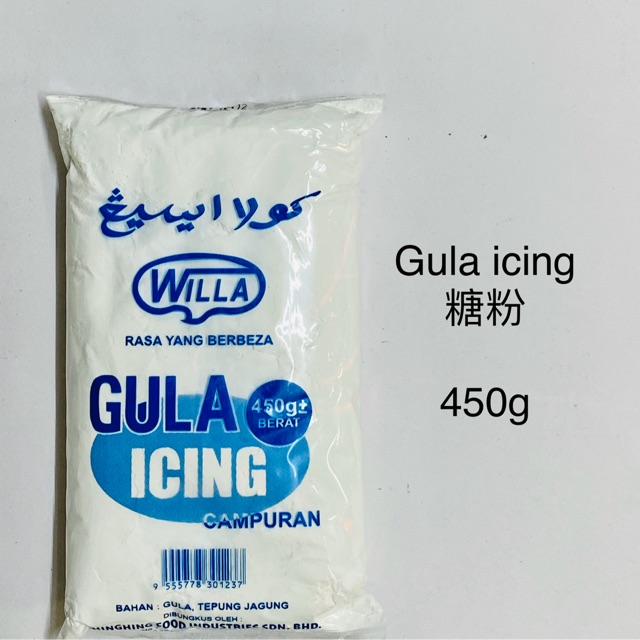 ݢولا ايسيڠ
WILLA
RASA YANG BERBEZA
GULA
450g±
BERAT
ICING
CAMPURAN
9 555778 301237
BAHAN : GULA, TEPUNG JAGUNG
DIBUNGKUS OLEH :
FOOD INDUSTRIES SDN. BHD.
Gula icing
糖粉
450g